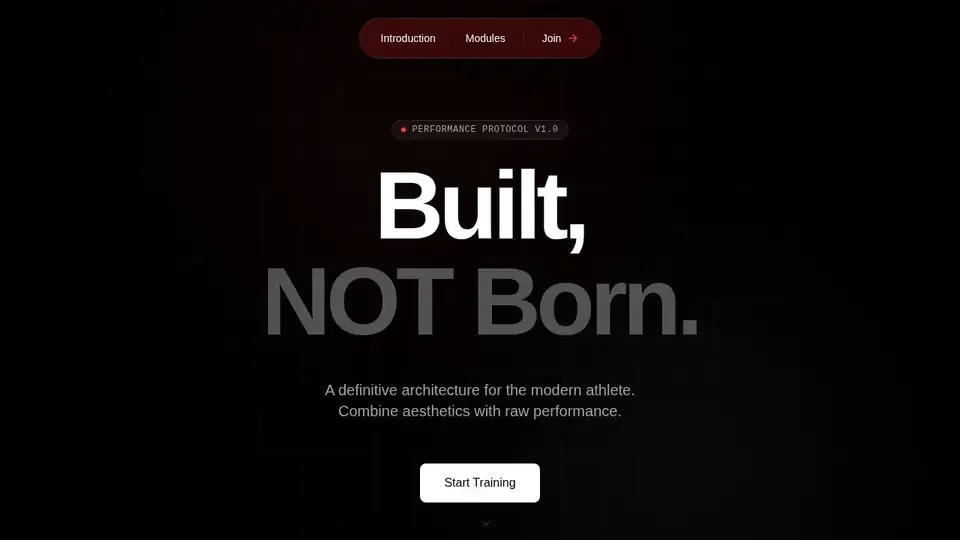 Introduction Modules Join
PERFORMANCE PROTOCOL V1.0
Built,
NOT Born.
A definitive architecture for the modern athlete.
Combine aesthetics with raw performance.
Start Training